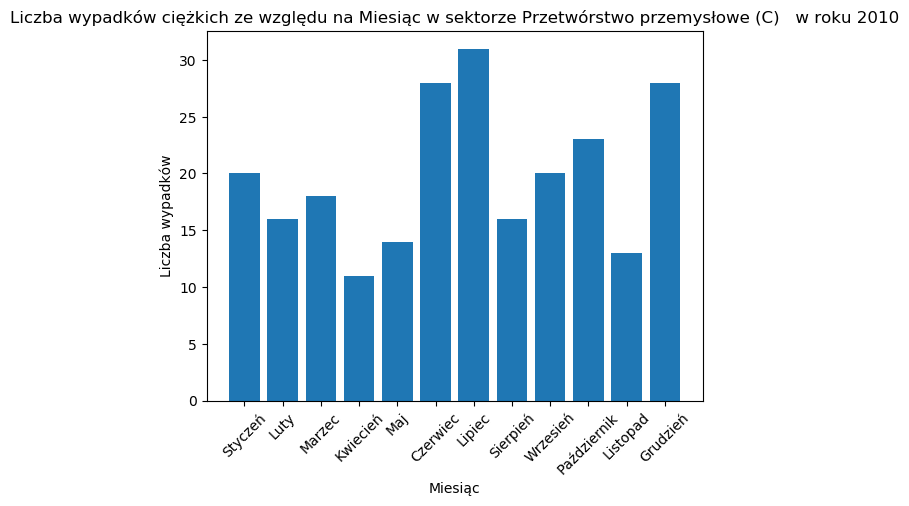 Liczba wypadków ciężkich ze względu na Miesiąc w sektorze Przetwórstwo przemysłowe (C)   w roku 2010
Liczba wypadków
30
25
20
15
10
5
0
Styczeń
Luty
Marzec
Kwiecień
Maj
Czerwiec
Lipiec
Sierpień
Wrzesień
Październik
Listopad
Grudzień
Miesiąc